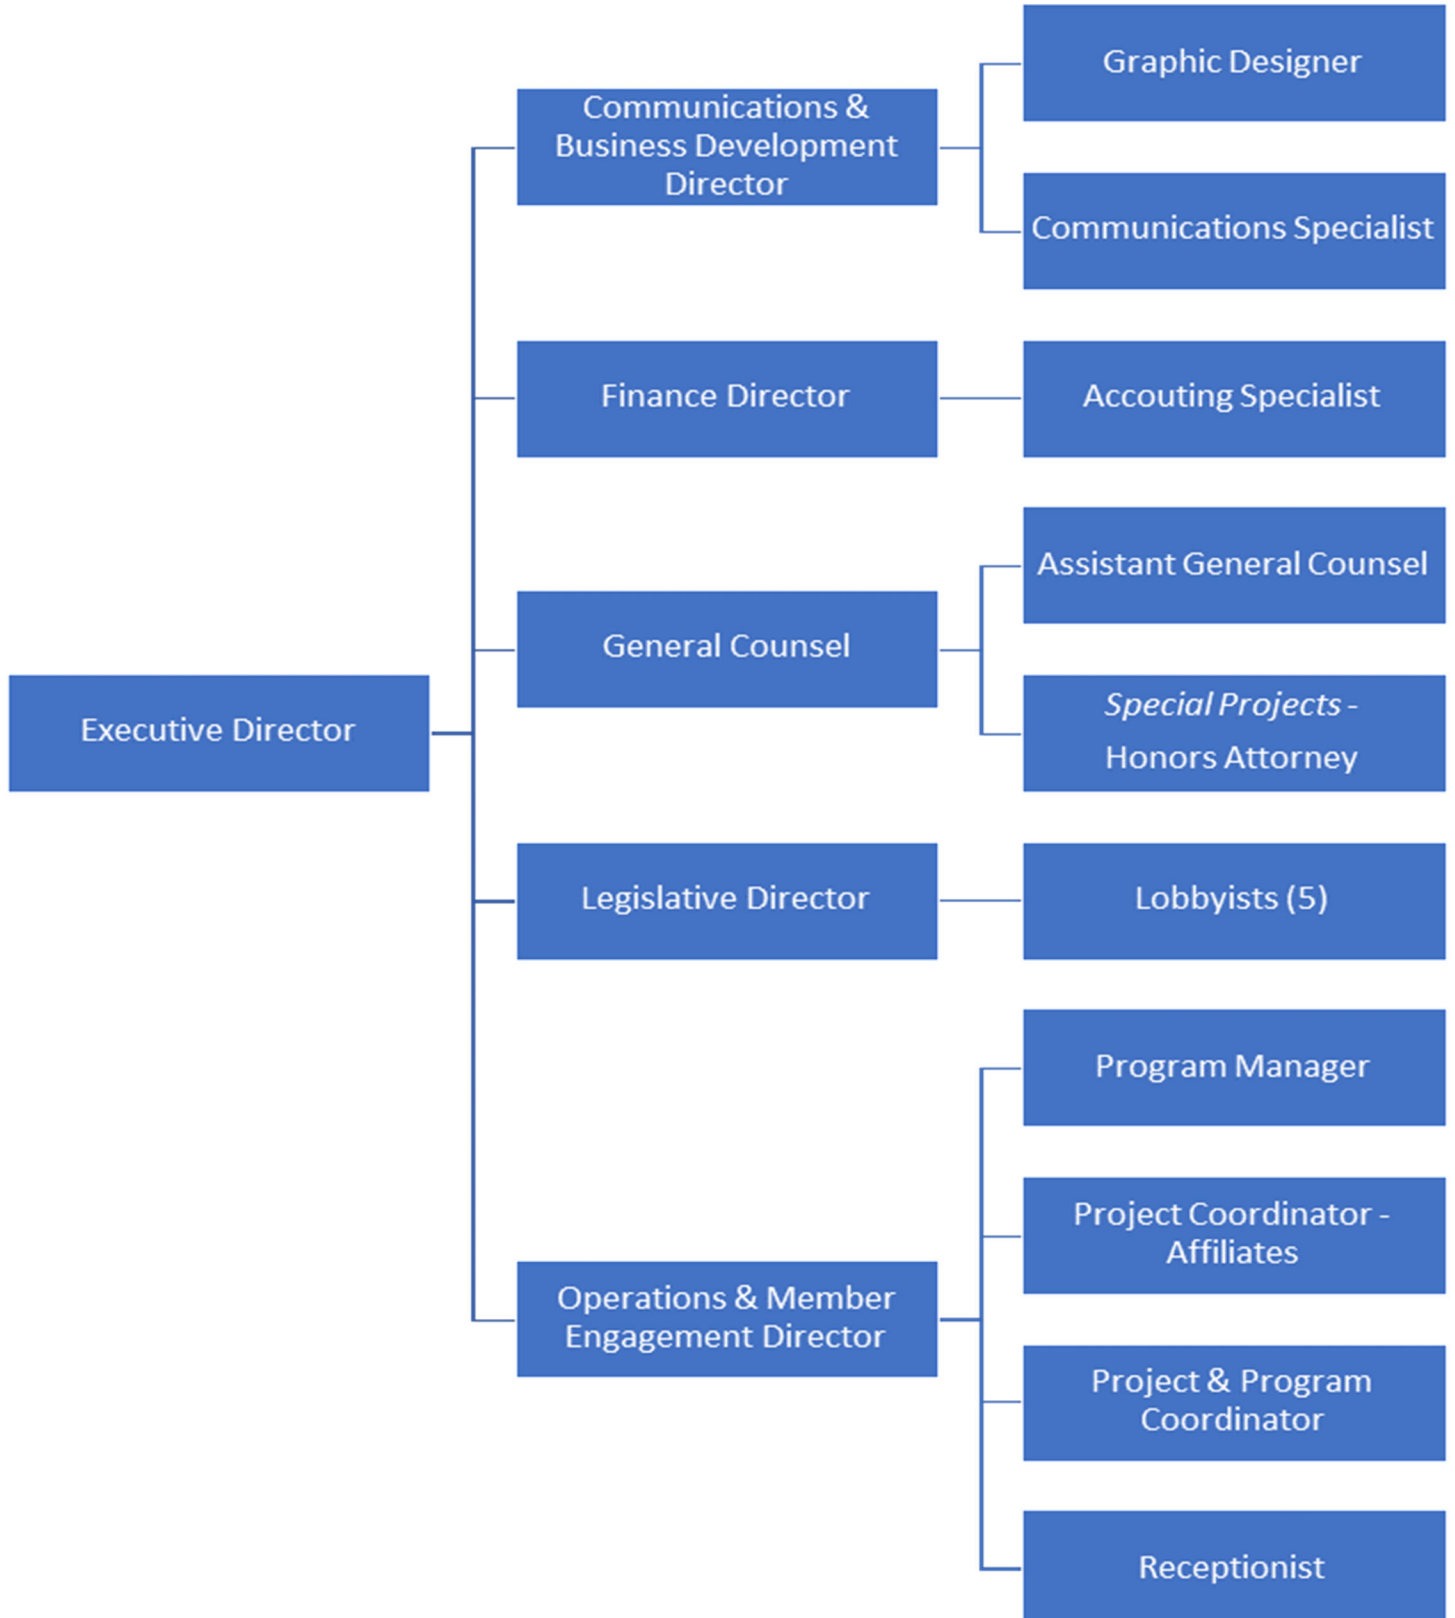 Graphic Designer
Communications &
Business Development
Director
Communications Specialist
Finance Director
Accouting Specialist
Assistant General Counsel
General Counsel
Special Projects -
Honors Attorney
Executive Director
Legislative Director
Lobbyists (5)
Program Manager
Project Coordinator -
Affiliates
Operations & Member
Engagement Director
Project & Program
Coordinator
Receptionist